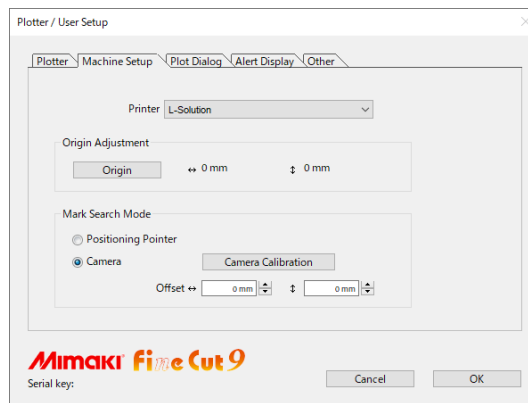 Plotter / User Setup
Plotter Machine Setup Plot Dialog Alert Display Other
Printer L-Solution
Origin Adjustment
Origin ↔ 0 mm ↕ 0 mm
Mark Search Mode
Positioning Pointer
Camera Camera Calibration
Offset ↔ 0 mm ↕ 0 mm
Mimaki Fine Cut 9
Serial key: Cancel OK